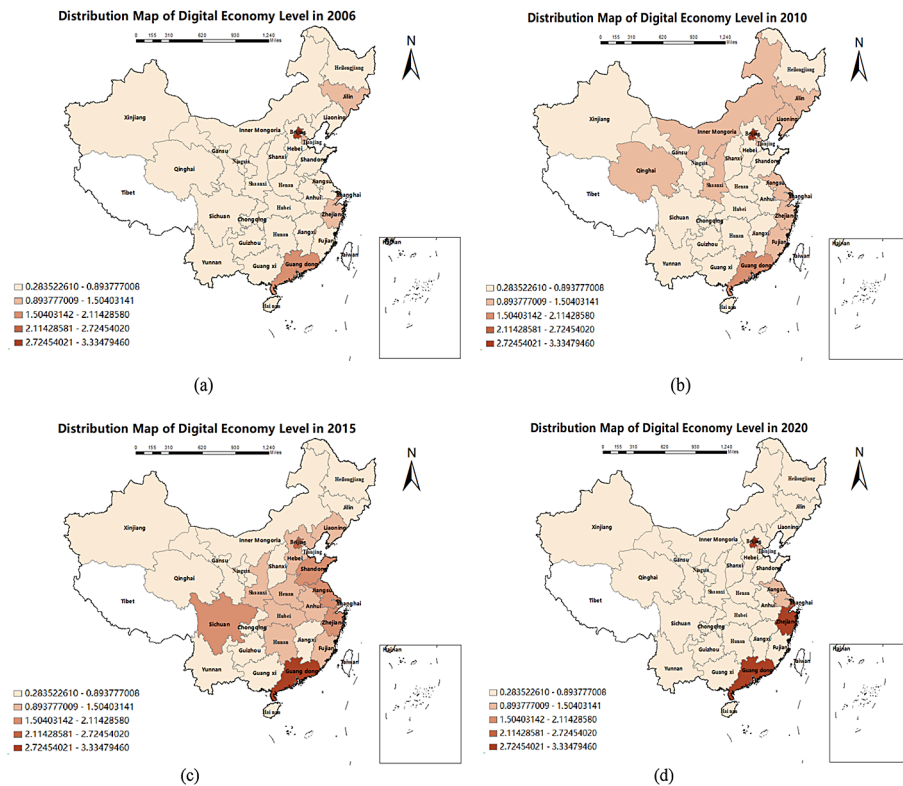 Distribution Map of Digital Economy Level in 2006
0 155 310 620 930 1,240
Miles
N
Heilongjiang
Jilin
Liaoning
Xinjiang
Inner Mongoria
Beijing
Tianjing
Hebei
Gansu
Ningxia
Shanxi
Shandong
Qinghai
Shaanxi
Henan
Jiangsu
Shanghai
Anhui
Tibet
Hubei
Zhejiang
Sichuan
Chongqing
Hunan
Jiangxi
Guizhou
Fujian
Yunnan
Guang xi
Guang dong
Taiwan
Hai nan
Hainan
0.283522610 - 0.893777008
0.893777009 - 1.50403141
1.50403142 - 2.11428580
2.11428581 - 2.72454020
2.72454021 - 3.33479460
(a)
Distribution Map of Digital Economy Level in 2010
0 155 310 620 930 1,240
Miles
N
Heilongjiang
Jilin
Liaoning
Xinjiang
Inner Mongoria
Tianjing
Hebei
Gansu
Ningxia
Shanxi
Shandong
Qinghai
Shaanxi
Henan
Jiangsu
Shanghai
Anhui
Tibet
Hubei
Zhejiang
Sichuan
Chongqing
Hunan
Jiangxi
Guizhou
Fujian
Yunnan
Guang xi
Guang dong
Taiwan
Hai nan
Hainan
0.283522610 - 0.893777008
0.893777009 - 1.50403141
1.50403142 - 2.11428580
2.11428581 - 2.72454020
2.72454021 - 3.33479460
(b)
Distribution Map of Digital Economy Level in 2015
0 155 310 620 930 1,240
Miles
N
Heilongjiang
Jilin
Liaoning
Xinjiang
Inner Mongoria
Beijing
Tianjing
Hebei
Gansu
Ningxia
Shanxi
Shandong
Qinghai
Shaanxi
Henan
Jiangsu
Shanghai
Anhui
Tibet
Hubei
Zhejiang
Sichuan
Chongqing
Hunan
Jiangxi
Guizhou
Fujian
Yunnan
Guang xi
Guang dong
Taiwan
Hai nan
Hainan
0.283522610 - 0.893777008
0.893777009 - 1.50403141
1.50403142 - 2.11428580
2.11428581 - 2.72454020
2.72454021 - 3.33479460
(c)
Distribution Map of Digital Economy Level in 2020
0 155 310 620 930 1,240
Miles
N
Heilongjiang
Jilin
Liaoning
Xinjiang
Inner Mongoria
Beijing
Tianjing
Hebei
Gansu
Ningxia
Shanxi
Shandong
Qinghai
Shaanxi
Henan
Jiangsu
Shanghai
Anhui
Tibet
Hubei
Zhejiang
Sichuan
Chongqing
Hunan
Jiangxi
Guizhou
Fujian
Yunnan
Guang xi
Guang dong
Taiwan
Hai nan
Hainan
0.283522610 - 0.893777008
0.893777009 - 1.50403141
1.50403142 - 2.11428580
2.11428581 - 2.72454020
2.72454021 - 3.33479460
(d)